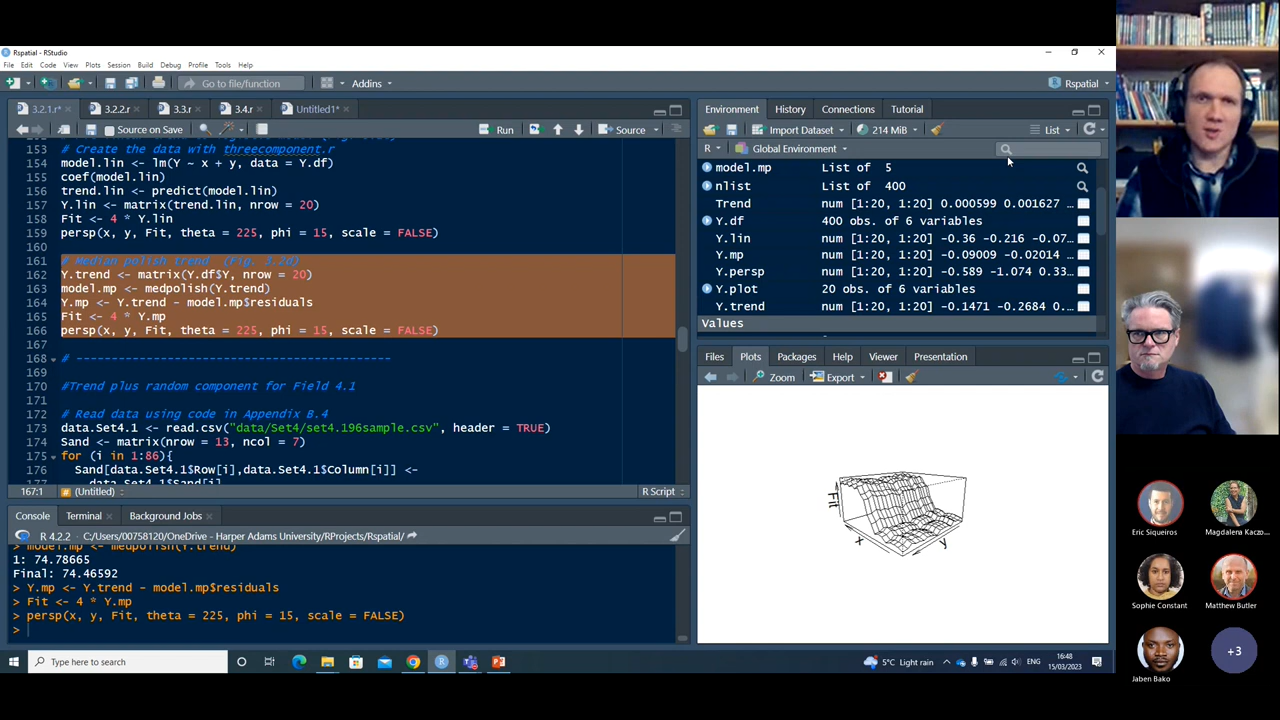 Rspatial - RStudio
File Edit Code View Plots Session Build Debug Profile Tools Help
Go to file/function
Addins
Rspatial
3.2.1.r* × 3.2.2.r × 3.3.r × 3.4.r × Untitled1* ×
Source on Save
Run
Source
153 # Create the data with threecomponent.r
154 model.lin <- lm(Y ~ x + y, data = Y.df)
155 coef(model.lin)
156 trend.lin <- predict(model.lin)
157 Y.lin <- matrix(trend.lin, nrow = 20)
158 Fit <- 4 * Y.lin
159 persp(x, y, Fit, theta = 225, phi = 15, scale = FALSE)
160
161 # Median polish trend (Fig. 3.2d)
162 Y.trend <- matrix(Y.df$Y, nrow = 20)
163 model.mp <- medpolish(Y.trend)
164 Y.mp <- Y.trend - model.mp$residuals
165 Fit <- 4 * Y.mp
166 persp(x, y, Fit, theta = 225, phi = 15, scale = FALSE)
167
168 # -------------------------------------------
169
170 #Trend plus random component for Field 4.1
171
172 # Read data using code in Appendix B.4
173 data.Set4.1 <- read.csv("data/Set4/set4.196sample.csv", header = TRUE)
174 Sand <- matrix(nrow = 13, ncol = 7)
175 for (i in 1:86){
176 Sand[data.Set4.1$Row[i],data.Set4.1$Column[i]] <-
data.Set4.1$Sand[i]
167:1 # (Untitled)
R Script
Console Terminal × Background Jobs ×
R 4.2.2 · C:/Users/00758120/OneDrive - Harper Adams University/RProjects/Rspatial/
> model.mp <- medpolish(Y.trend)
1: 74.78665
Final: 74.46592
> Y.mp <- Y.trend - model.mp$residuals
> Fit <- 4 * Y.mp
> persp(x, y, Fit, theta = 225, phi = 15, scale = FALSE)
>
Environment History Connections Tutorial
Import Dataset 214 MiB List
R Global Environment
model.mp List of 5
nlist List of 400
Trend num [1:20, 1:20] 0.000599 0.001627 ...
Y.df 400 obs. of 6 variables
Y.lin num [1:20, 1:20] -0.36 -0.216 -0.07...
Y.mp num [1:20, 1:20] -0.09009 -0.02014 ...
Y.persp num [1:20, 1:20] -0.589 -1.074 0.33...
Y.plot 20 obs. of 6 variables
Y.trend num [1:20, 1:20] -0.1471 -0.2684 0....
Values
Files Plots Packages Help Viewer Presentation
Zoom Export
Fit
x
y
Type here to search
5°C Light rain
ENG
16:48
15/03/2023
Eric Siqueiros
Magdalena Kaczo...
Sophie Constant
Matthew Butler
Jaben Bako
+3